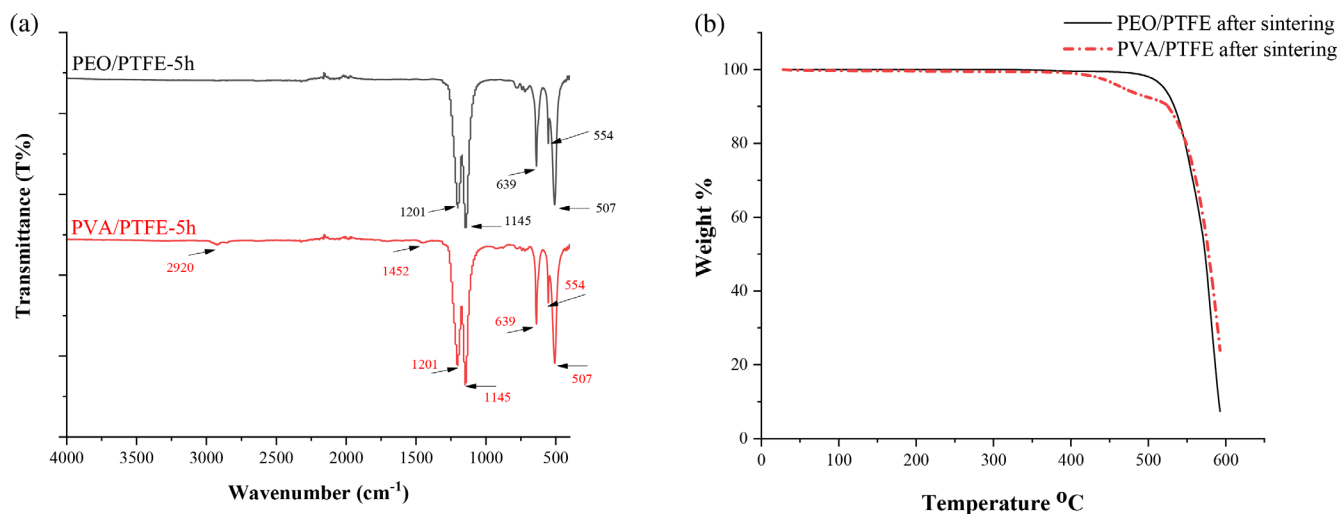 (a)
PEO/PTFE-5h
554
639
1201
1145
507
PVA/PTFE-5h
2920
1452
554
639
1201
507
1145
Transmittance (T%)
4000 3500 3000 2500 2000 1500 1000 500
Wavenumber (cm⁻¹)
(b)
PEO/PTFE after sintering
PVA/PTFE after sintering
100
80
60
40
20
0
Weight %
0 100 200 300 400 500 600
Temperature ᴼC